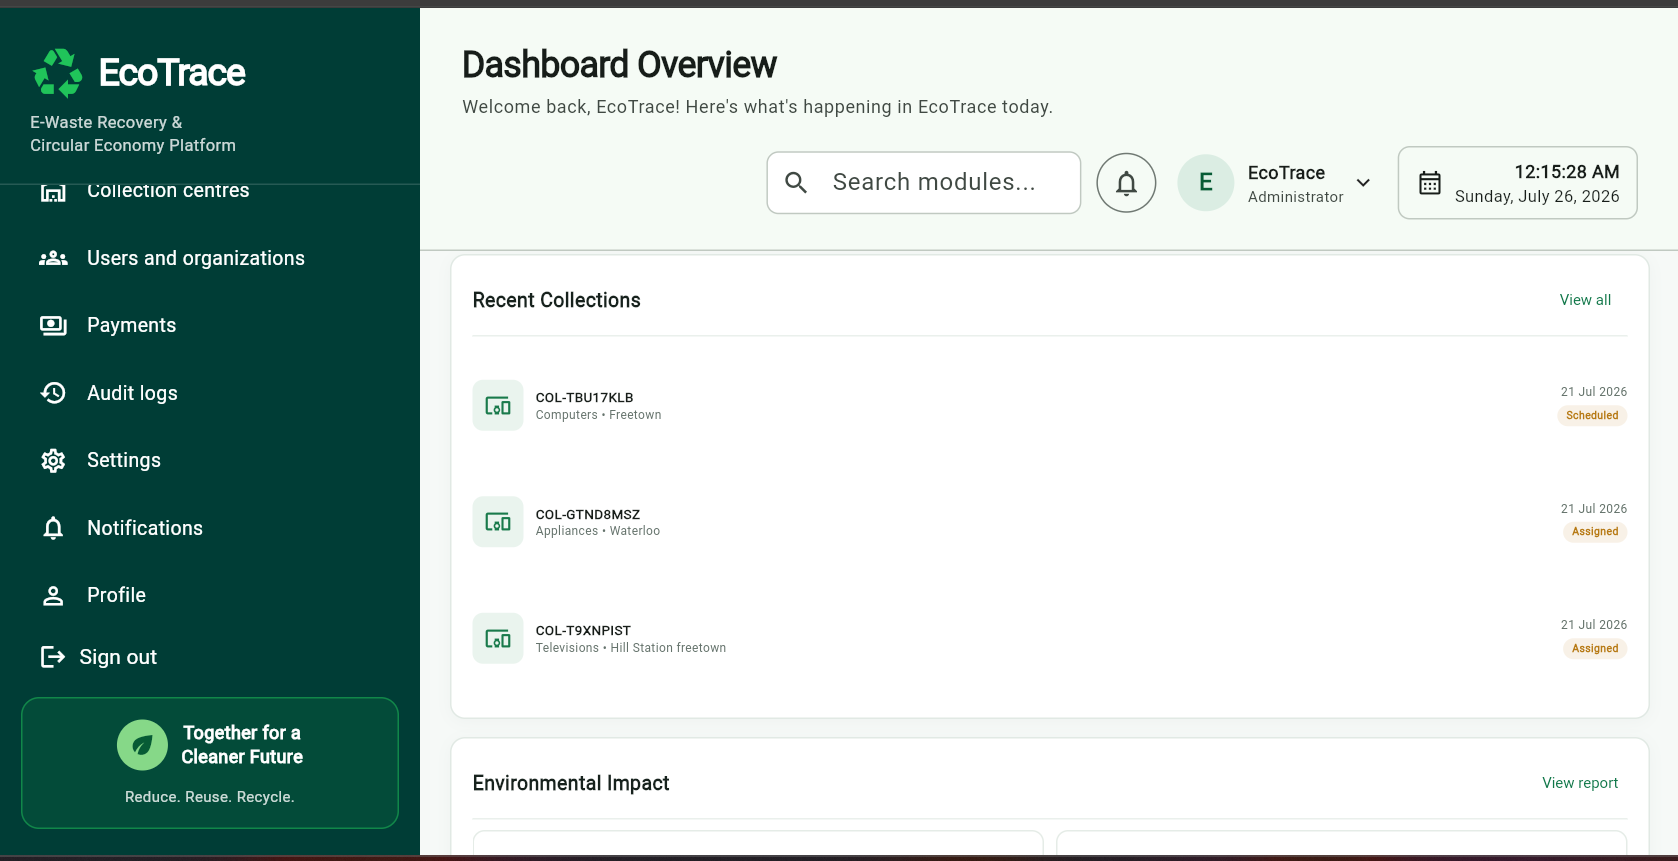 EcoTrace
E-Waste Recovery &
Circular Economy Platform
Collection centres
Users and organizations
Payments
Audit logs
Settings
Notifications
Profile
Sign out
Together for a
Cleaner Future
Reduce. Reuse. Recycle.
Dashboard Overview
Welcome back, EcoTrace! Here's what's happening in EcoTrace today.
Search modules...
E
EcoTrace
Administrator
12:15:28 AM
Sunday, July 26, 2026
Recent Collections
View all
COL-TBU17KLB
Computers • Freetown
21 Jul 2026
Scheduled
COL-GTND8MSZ
Appliances • Waterloo
21 Jul 2026
Assigned
COL-T9XNPIST
Televisions • Hill Station freetown
21 Jul 2026
Assigned
Environmental Impact
View report